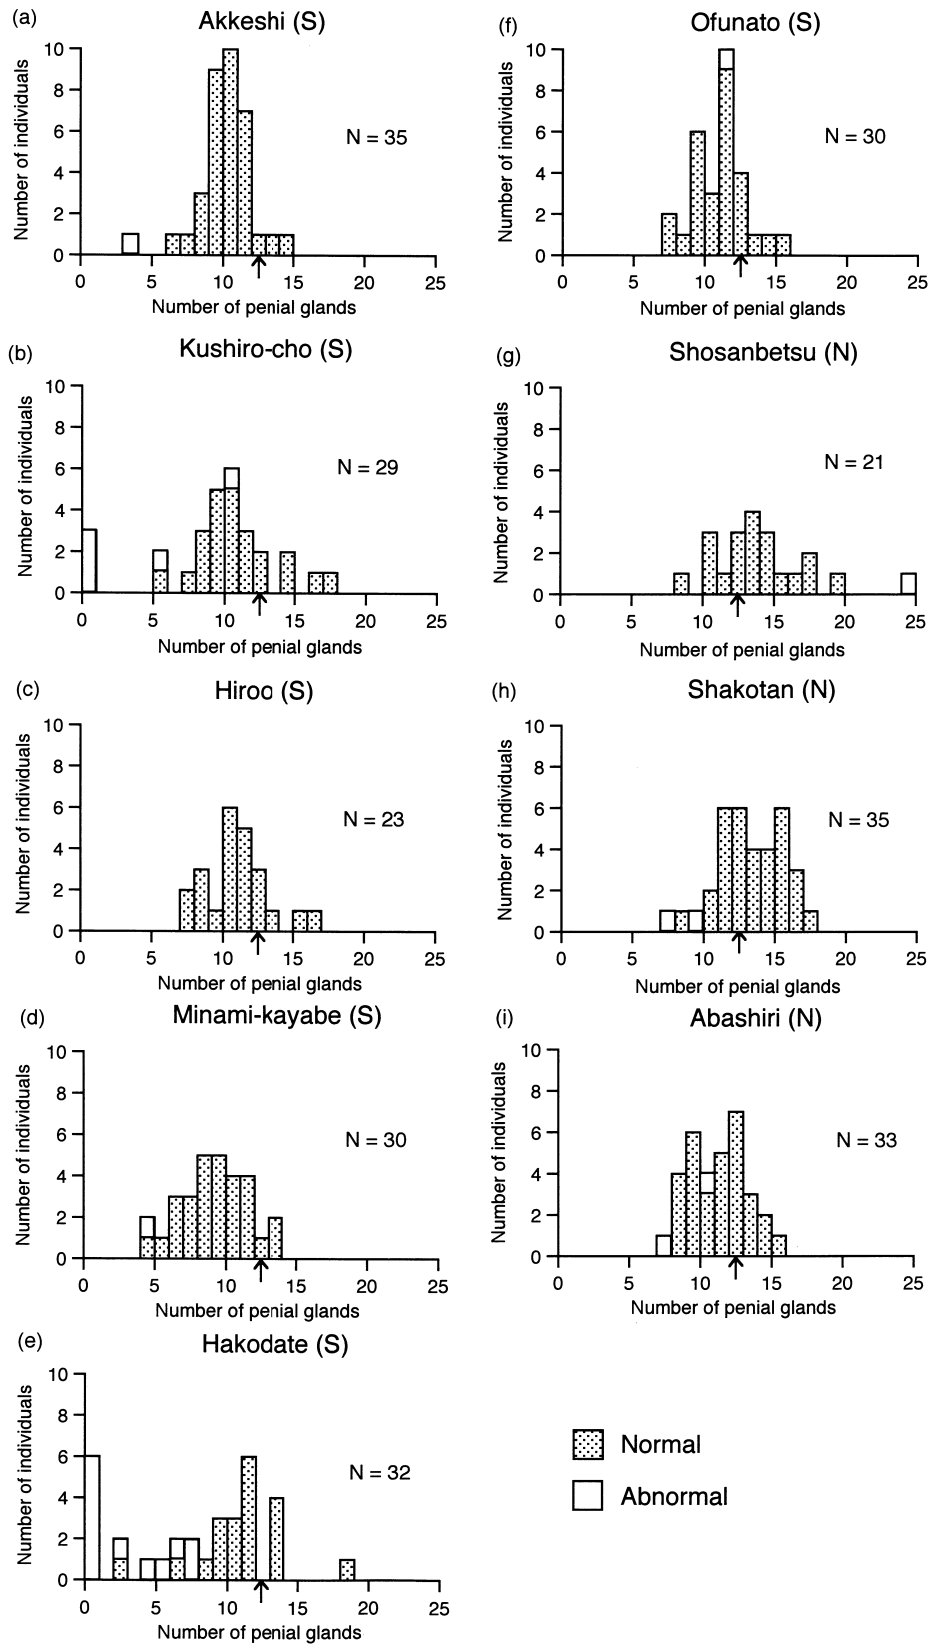 (a) Akkeshi (S)
Number of individuals
10
8
6
4
2
0
N = 35
0 5 10 15 20 25
Number of penial glands
(b) Kushiro-cho (S)
Number of individuals
10
8
6
4
2
0
N = 29
0 5 10 15 20 25
Number of penial glands
(c) Hiroo (S)
Number of individuals
10
8
6
4
2
0
N = 23
0 5 10 15 20 25
Number of penial glands
(d) Minami-kayabe (S)
Number of individuals
10
8
6
4
2
0
N = 30
0 5 10 15 20 25
Number of penial glands
(e) Hakodate (S)
Number of individuals
10
8
6
4
2
0
N = 32
0 5 10 15 20 25
Number of penial glands
(f) Ofunato (S)
Number of individuals
10
8
6
4
2
0
N = 30
0 5 10 15 20 25
Number of penial glands
(g) Shosanbetsu (N)
Number of individuals
10
8
6
4
2
0
N = 21
0 5 10 15 20 25
Number of penial glands
(h) Shakotan (N)
Number of individuals
10
8
6
4
2
0
N = 35
0 5 10 15 20 25
Number of penial glands
(i) Abashiri (N)
Number of individuals
10
8
6
4
2
0
N = 33
0 5 10 15 20 25
Number of penial glands
Normal
Abnormal